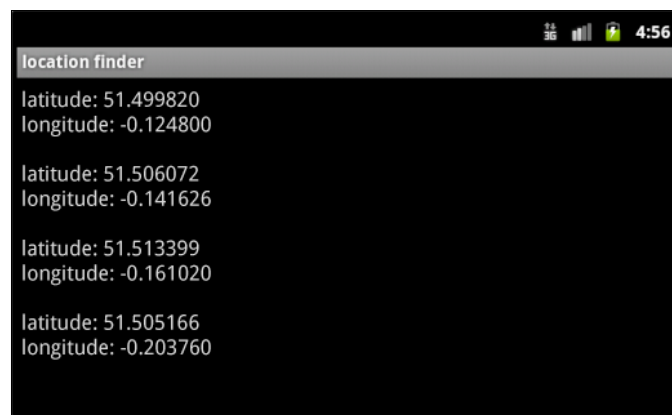 3G 4:56
location finder
latitude: 51.499820
longitude: -0.124800
latitude: 51.506072
longitude: -0.141626
latitude: 51.513399
longitude: -0.161020
latitude: 51.505166
longitude: -0.203760